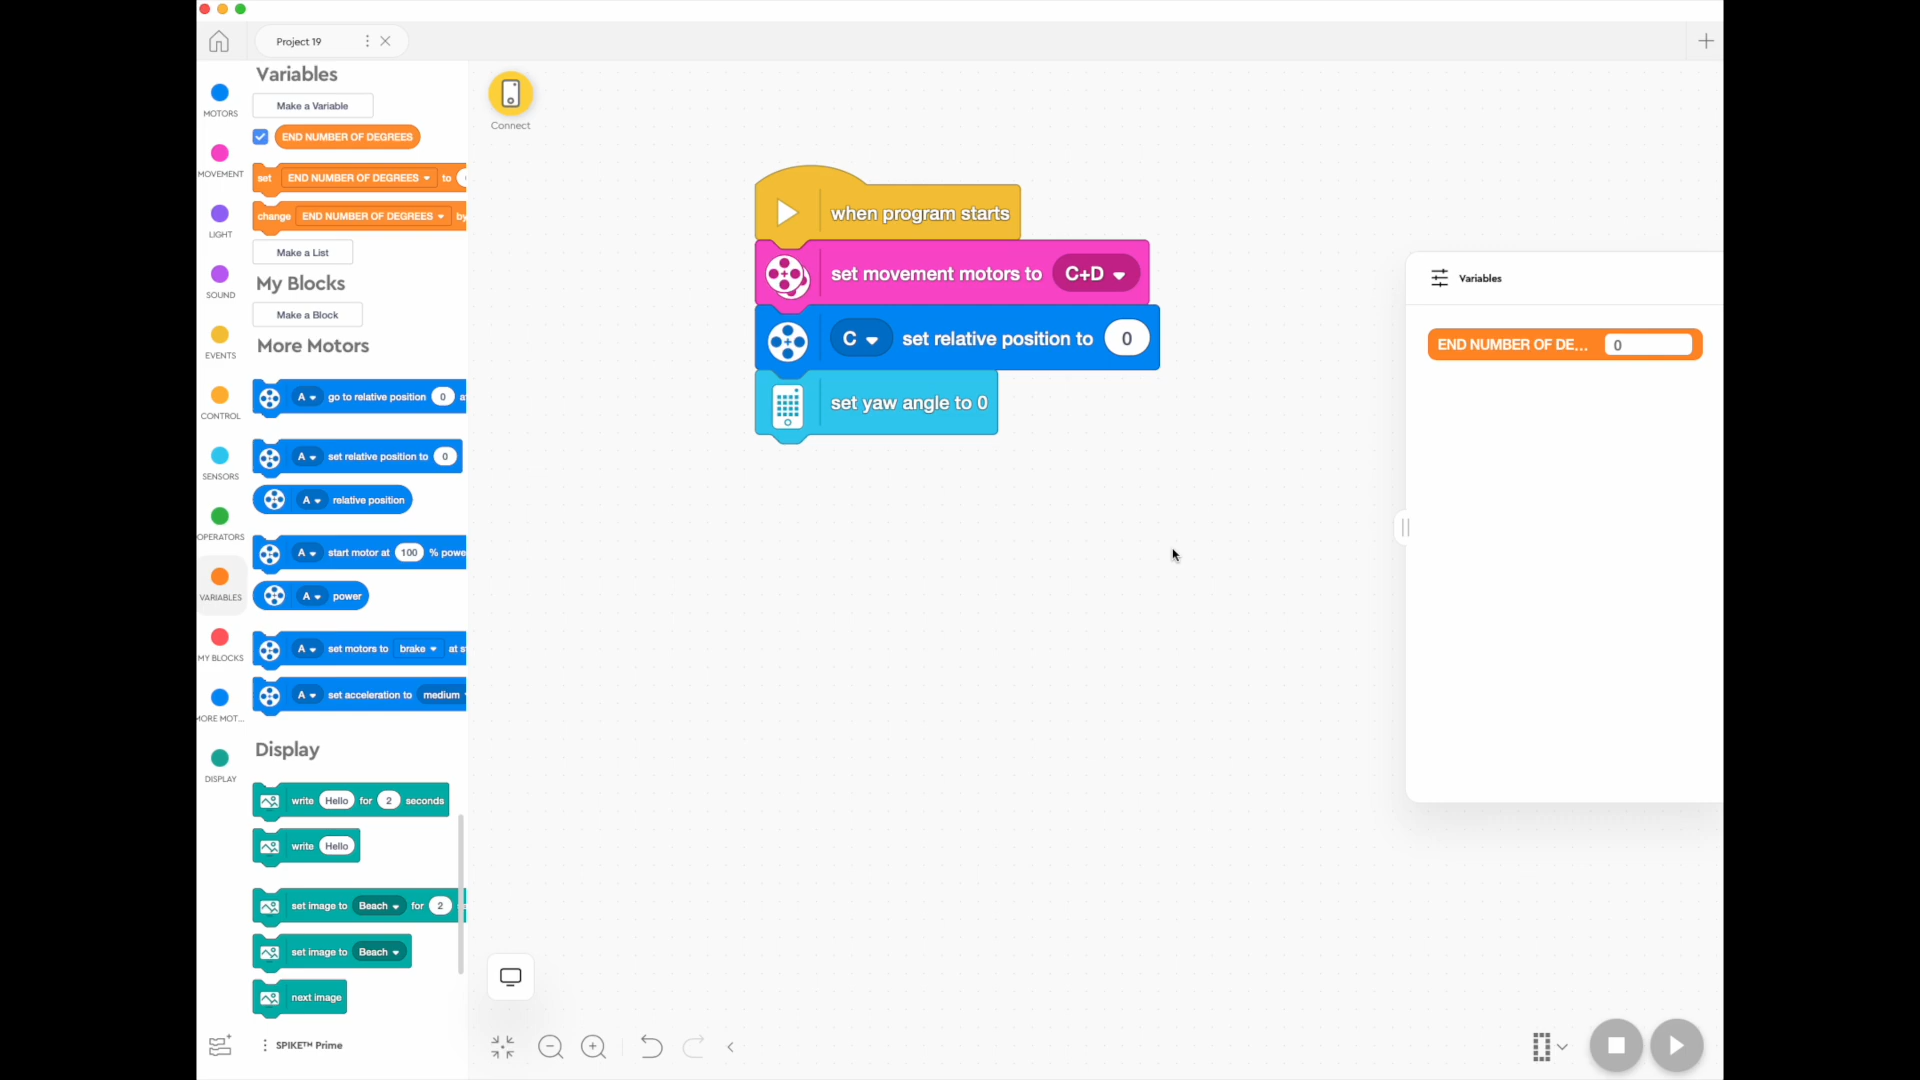 Project 19
Variables
Make a Variable
END NUMBER OF DEGREES
set END NUMBER OF DEGREES to
change END NUMBER OF DEGREES by
Make a List
My Blocks
Make a Block
More Motors
A go to relative position 0 a
A set relative position to 0
A relative position
A start motor at 100 % powe
A power
A set motors to brake at s
A set acceleration to medium
Display
write Hello for 2 seconds
write Hello
set image to Beach for 2
set image to Beach
next image
MOTORS
MOVEMENT
LIGHT
SOUND
EVENTS
CONTROL
SENSORS
OPERATORS
VARIABLES
MY BLOCKS
MORE MOT...
DISPLAY
SPIKE™ Prime
Connect
when program starts
set movement motors to C+D
C set relative position to 0
set yaw angle to 0
Variables
END NUMBER OF DE... 0